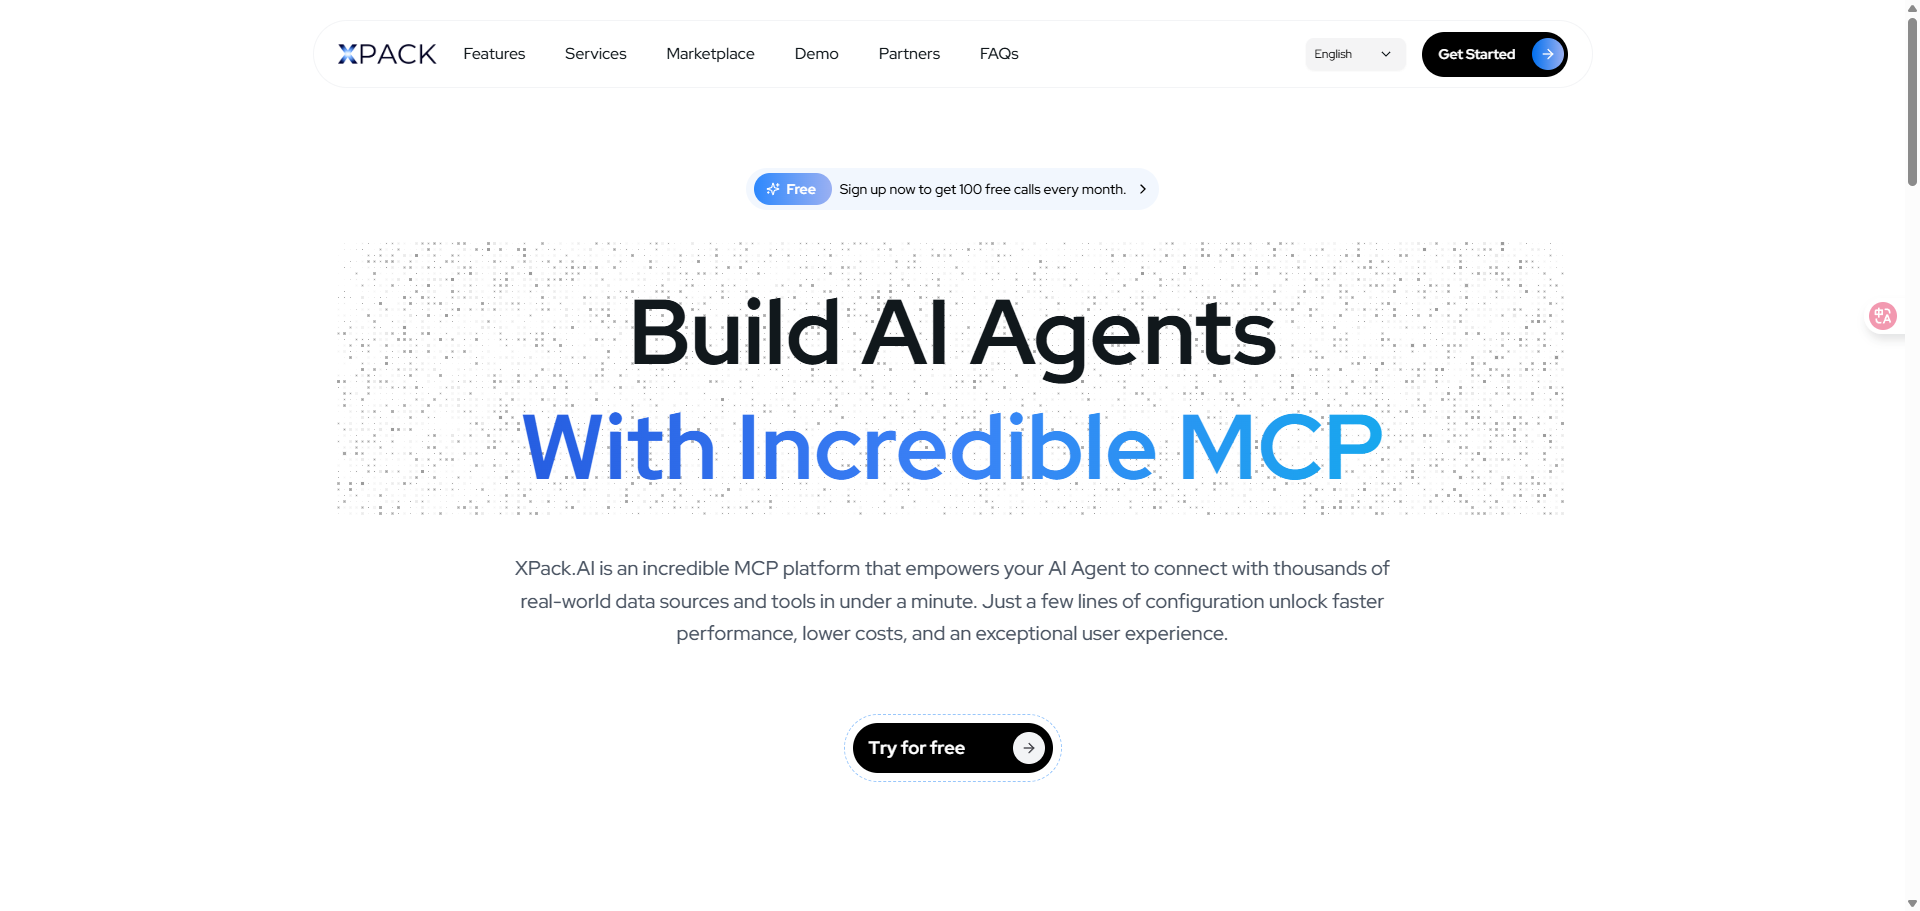 XPACK
Features
Services
Marketplace
Demo
Partners
FAQs
English
Get Started
Free
Sign up now to get 100 free calls every month.
Build AI Agents
With Incredible MCP
XPack.AI is an incredible MCP platform that empowers your AI Agent to connect with thousands of
real-world data sources and tools in under a minute. Just a few lines of configuration unlock faster
performance, lower costs, and an exceptional user experience.
Try for free
中A